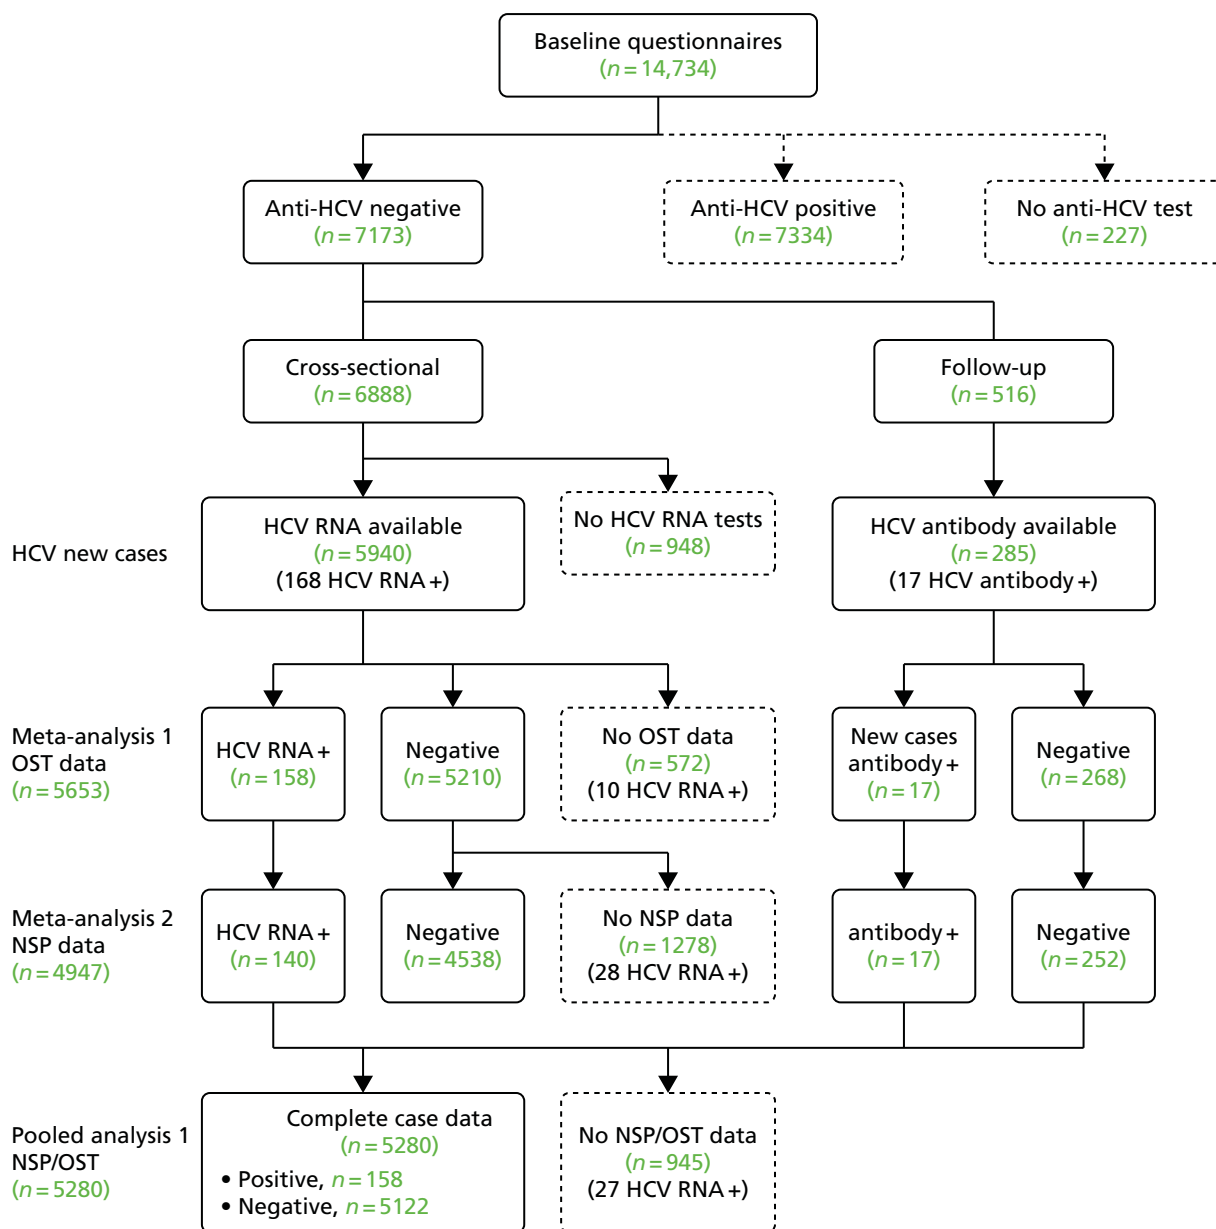 Baseline questionnaires
(n = 14,734)
Anti-HCV negative
(n = 7173)
Anti-HCV positive
(n = 7334)
No anti-HCV test
(n = 227)
Cross-sectional
(n = 6888)
Follow-up
(n = 516)
HCV new cases
HCV RNA available
(n = 5940)
(168 HCV RNA +)
No HCV RNA tests
(n = 948)
HCV antibody available
(n = 285)
(17 HCV antibody +)
Meta-analysis 1
OST data
(n = 5653)
HCV RNA +
(n = 158)
Negative
(n = 5210)
No OST data
(n = 572)
(10 HCV RNA +)
New cases
antibody +
(n = 17)
Negative
(n = 268)
Meta-analysis 2
NSP data
(n = 4947)
HCV RNA +
(n = 140)
Negative
(n = 4538)
No NSP data
(n = 1278)
(28 HCV RNA +)
antibody +
(n = 17)
Negative
(n = 252)
Pooled analysis 1
NSP/OST
(n = 5280)
Complete case data
(n = 5280)
• Positive, n = 158
• Negative, n = 5122
No NSP/OST data
(n = 945)
(27 HCV RNA +)